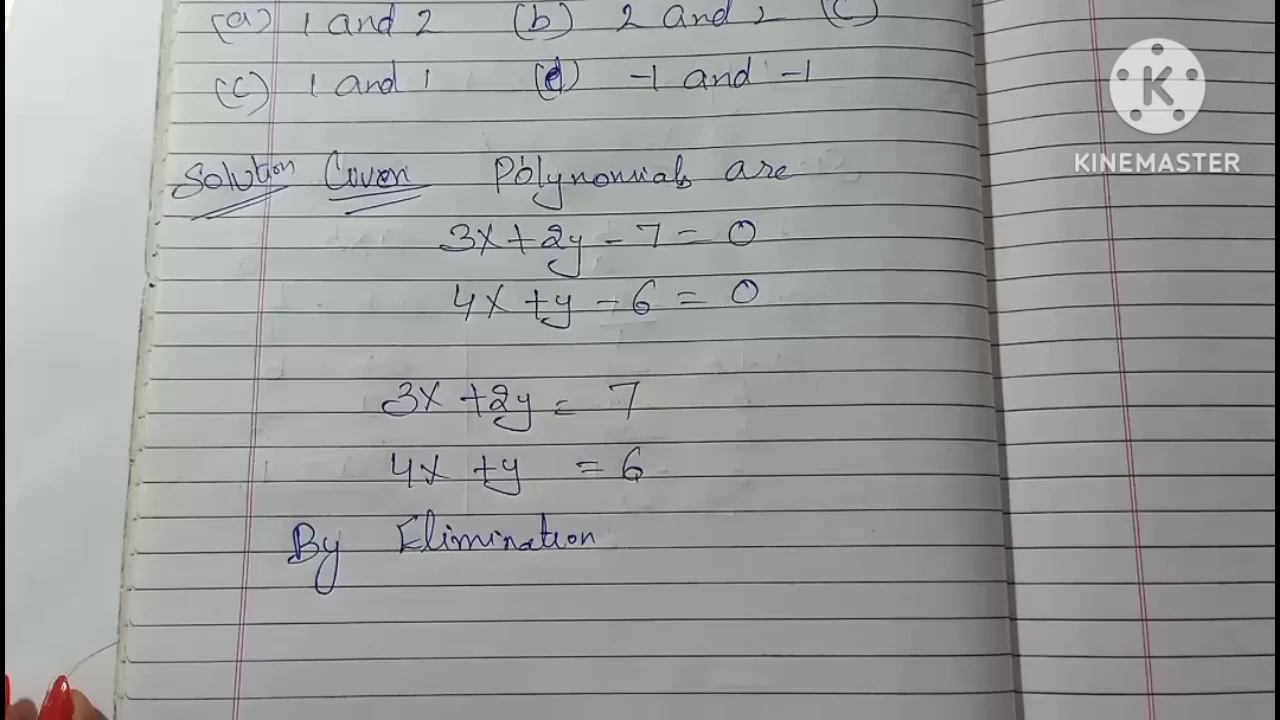 (a) 1 and 2 (b) 2 and 2 (c)
(c) 1 and 1 (d) -1 and -1
K
KINEMASTER
Solution Given Polynomials are
3x + 2y - 7 = 0
4x + y - 6 = 0
3x + 2y = 7
4x + y = 6
By Elimination